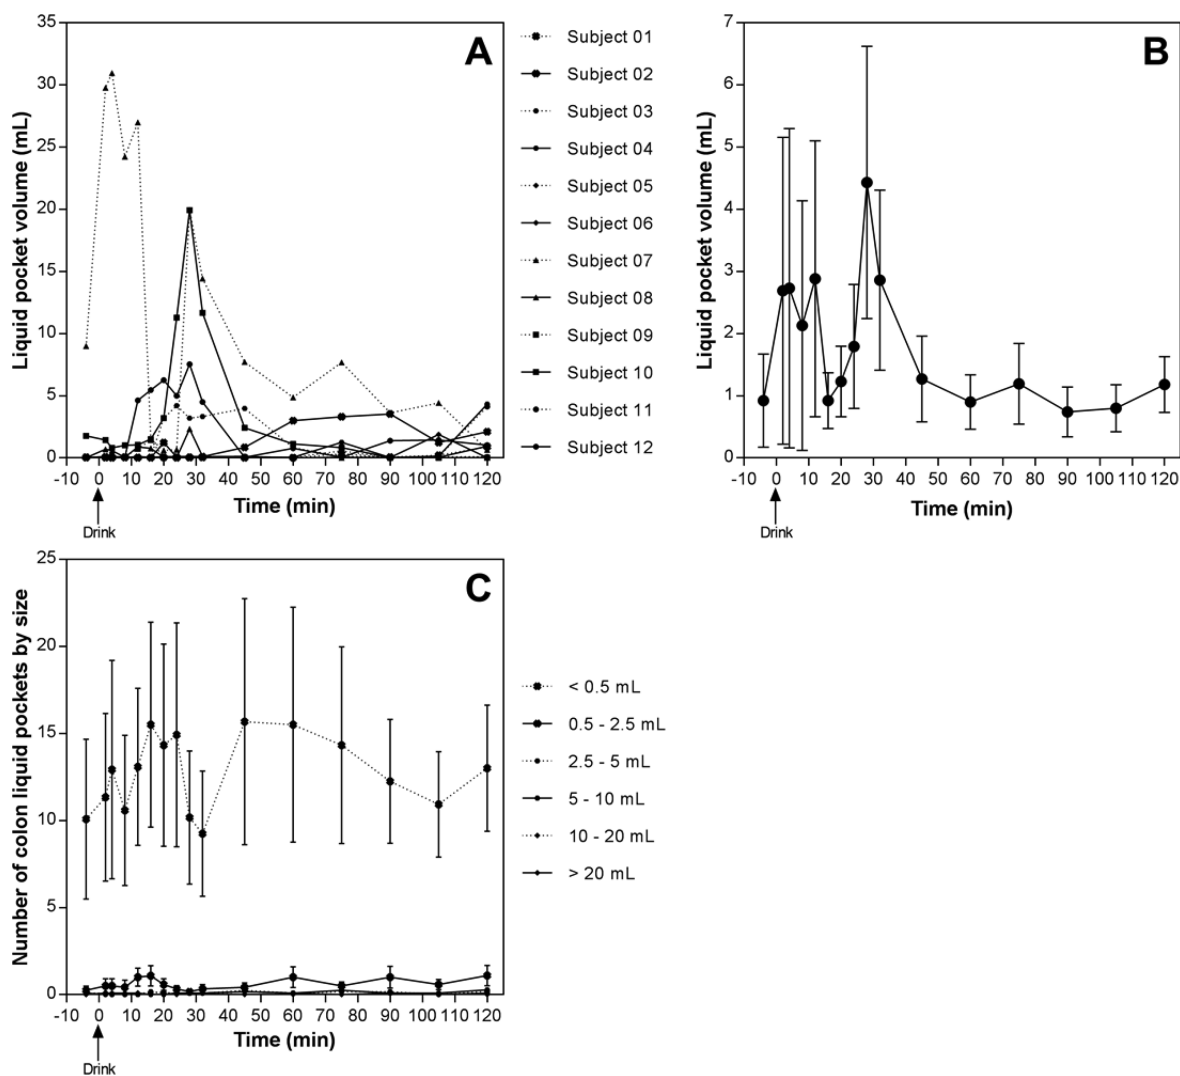 A
Liquid pocket volume (mL)
35
30
25
20
15
10
5
0
-10 0 10 20 30 40 50 60 70 80 90 100 110 120
Time (min)
Drink
Subject 01
Subject 02
Subject 03
Subject 04
Subject 05
Subject 06
Subject 07
Subject 08
Subject 09
Subject 10
Subject 11
Subject 12
B
Liquid pocket volume (mL)
7
6
5
4
3
2
1
0
-10 0 10 20 30 40 50 60 70 80 90 100 110 120
Time (min)
Drink
C
Number of colon liquid pockets by size
25
20
15
10
5
0
-10 0 10 20 30 40 50 60 70 80 90 100 110 120
Time (min)
Drink
< 0.5 mL
0.5 - 2.5 mL
2.5 - 5 mL
5 - 10 mL
10 - 20 mL
> 20 mL